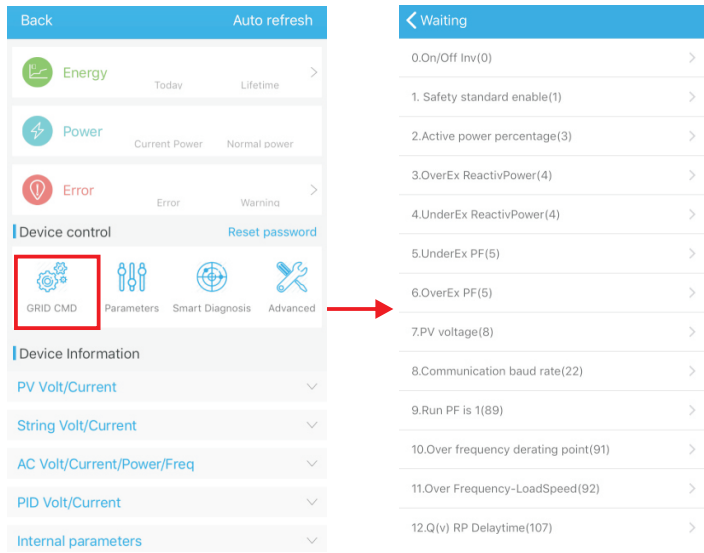 Back Auto refresh
Energy
Today Lifetime
Power
Current Power Normal power
Error
Error Warning
Device control Reset password
GRID CMD Parameters Smart Diagnosis Advanced
Device Information
PV Volt/Current
String Volt/Current
AC Volt/Current/Power/Freq
PID Volt/Current
Internal parameters
Waiting
0.On/Off Inv(0)
1. Safety standard enable(1)
2.Active power percentage(3)
3.OverEx ReactivPower(4)
4.UnderEx ReactivPower(4)
5.UnderEx PF(5)
6.OverEx PF(5)
7.PV voltage(8)
8.Communication baud rate(22)
9.Run PF is 1(89)
10.Over frequency derating point(91)
11.Over Frequency-LoadSpeed(92)
12.Q(v) RP Delaytime(107)